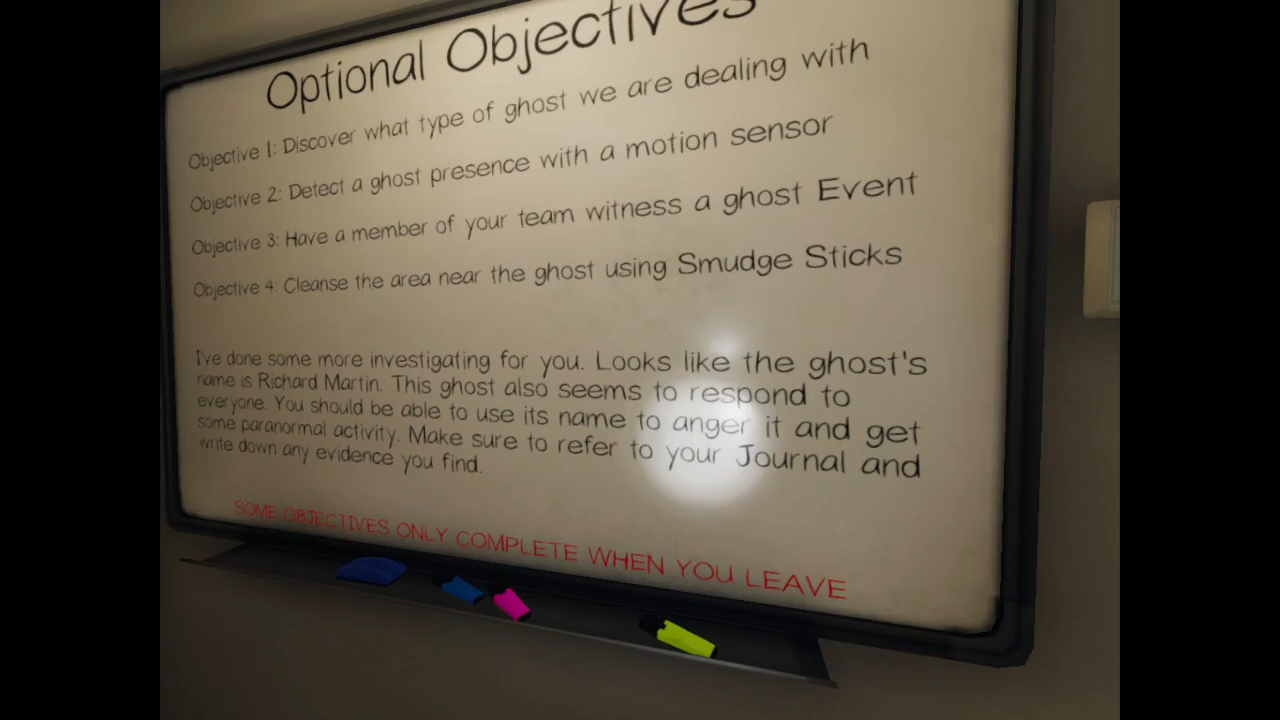 Optional Objectives
Objective 1: Discover what type of ghost we are dealing with
Objective 2: Detect a ghost presence with a motion sensor
Objective 3: Have a member of your team witness a ghost Event
Objective 4: Cleanse the area near the ghost using Smudge Sticks
I've done some more investigating for you. Looks like the ghost's
name is Richard Martin. This ghost also seems to respond to
everyone. You should be able to use its name to anger it and get
some paranormal activity. Make sure to refer to your Journal and
write down any evidence you find.
SOME OBJECTIVES ONLY COMPLETE WHEN YOU LEAVE